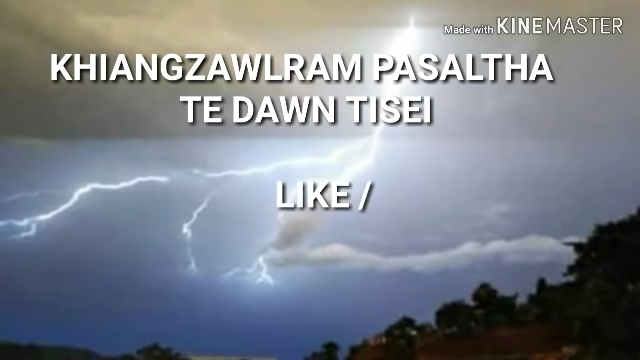 Made with KINEMASTER
KHIANGZAWLRAM PASALTHA
TE DAWN TISEI
LIKE /